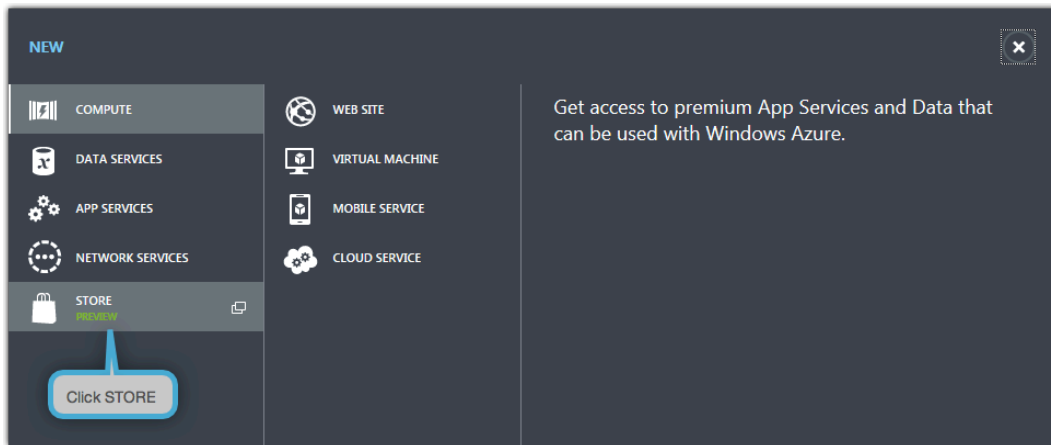 NEW
COMPUTE
DATA SERVICES
APP SERVICES
NETWORK SERVICES
STORE
PREVIEW
Click STORE
WEB SITE
VIRTUAL MACHINE
MOBILE SERVICE
CLOUD SERVICE
Get access to premium App Services and Data that
can be used with Windows Azure.